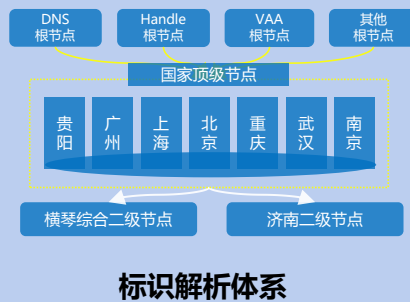 DNS
根节点
Handle
根节点
VAA
根节点
其他
根节点
国家顶级节点
贵阳
广州
上海
北京
重庆
武汉
南京
横琴综合二级节点
济南二级节点
标识解析体系